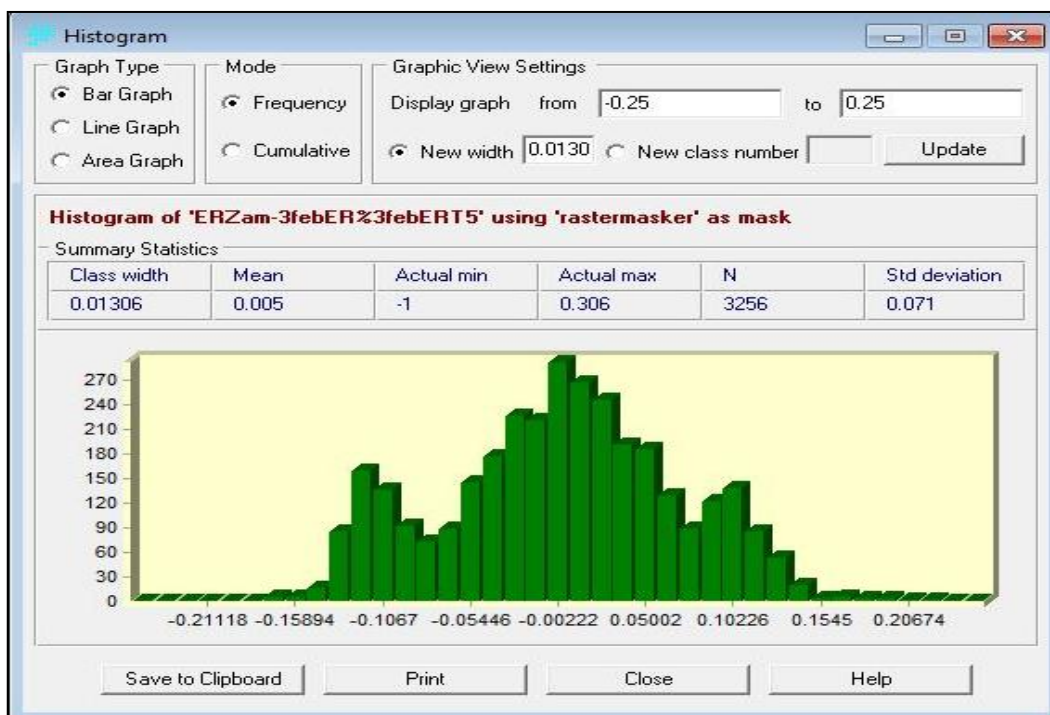 Histogram
Graph Type
Bar Graph
Line Graph
Area Graph
Mode
Frequency
Cumulative
Graphic View Settings
Display graph from -0.25 to 0.25
New width 0.0130 New class number Update
Histogram of 'ERZam-3febER%3febERT5' using 'rastermasker' as mask
Summary Statistics
Class width Mean Actual min Actual max N Std deviation
0.01306 0.005 -1 0.306 3256 0.071
270
240
210
180
150
120
90
60
30
0
-0.21118 -0.15894 -0.1067 -0.05446 -0.00222 0.05002 0.10226 0.1545 0.20674
Save to Clipboard Print Close Help